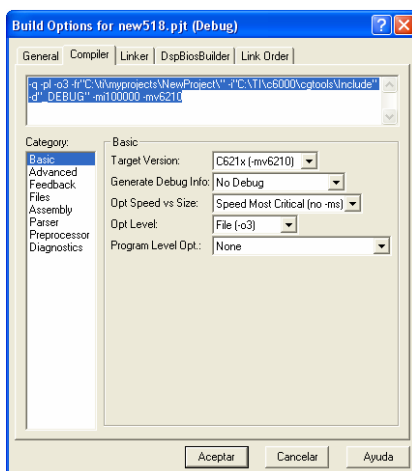 Build Options for new518.pjt (Debug)
General Compiler Linker DspBiosBuilder Link Order
-q -pl -o3 -fr"C:\ti\myprojects\NewProject\" -i"C:\TI\c6000\cgtools\Include"
-d"_DEBUG" -mi100000 -mv6210
Category:
Basic
Advanced
Feedback
Files
Assembly
Parser
Preprocessor
Diagnostics
Basic
Target Version: C621x (-mv6210)
Generate Debug Info: No Debug
Opt Speed vs Size: Speed Most Critical (no -ms)
Opt Level: File (-o3)
Program Level Opt.: None
Aceptar Cancelar Ayuda